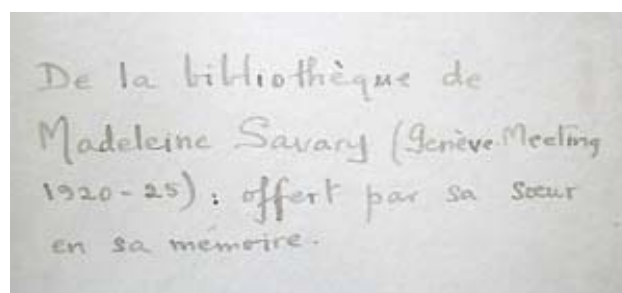 De la bibliothèque de
Madeleine Savary (Genève Meeting
1920-25) : offert par sa sœur
en sa mémoire.